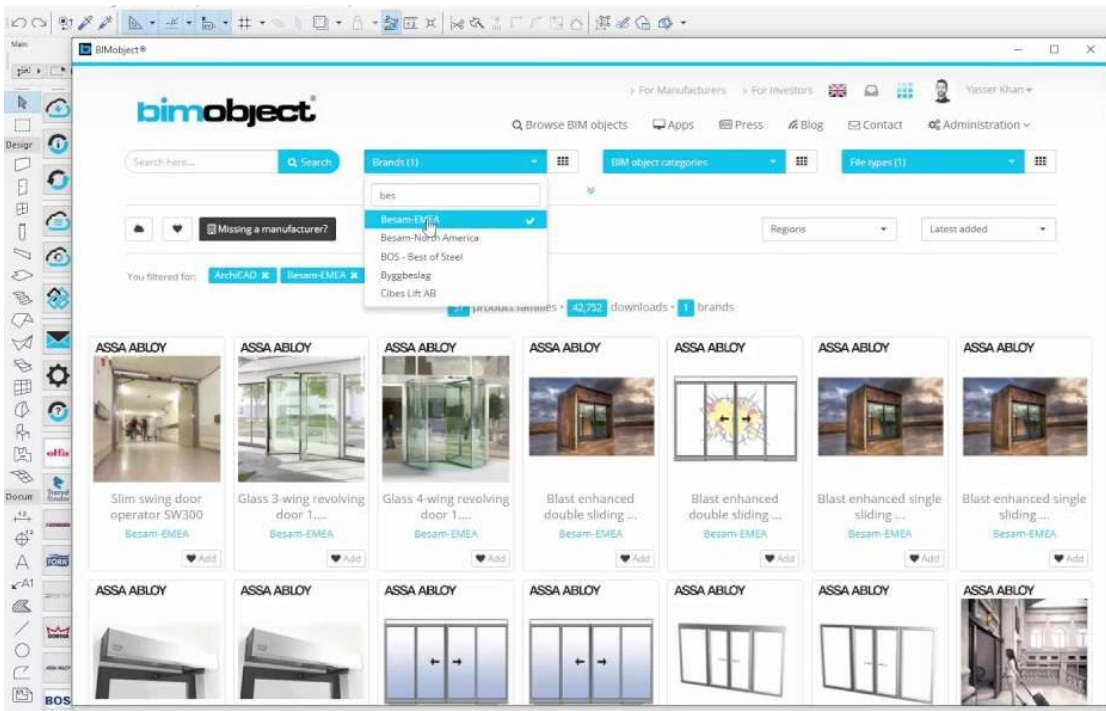 Main
BIMobject®
bimobject®
> For Manufacturers
> For Investors
Yasser Khan
Browse BIM objects
Apps
Press
Blog
Contact
Administration
Search here...
Search
Brands (1)
BIM object categories
File types (1)
Design
bes
Besam-EMEA
Besam-North America
BOS - Best of Steel
Byggbeslag
Cibes Lift AB
Missing a manufacturer?
Regions
Latest added
You filtered for:
ArchiCAD
Besam-EMEA
product families • 42,752 downloads • 1 brands
ASSA ABLOY
ASSA ABLOY
ASSA ABLOY
ASSA ABLOY
ASSA ABLOY
ASSA ABLOY
ASSA ABLOY
Slim swing door
operator SW300
Besam-EMEA
Add
Glass 3-wing revolving
door 1....
Besam-EMEA
Add
Glass 4-wing revolving
door 1....
Besam-EMEA
Add
Blast enhanced
double sliding ...
Besam-EMEA
Add
Blast enhanced
double sliding ...
Besam-EMEA
Add
Blast enhanced single
sliding ...
Besam-EMEA
Add
Blast enhanced single
sliding ...
Besam-EMEA
Add
Docum
TORK
A1
DORMA
BOS
ASSA ABLOY
ASSA ABLOY
ASSA ABLOY
ASSA ABLOY
ASSA ABLOY
ASSA ABLOY
ASSA ABLOY